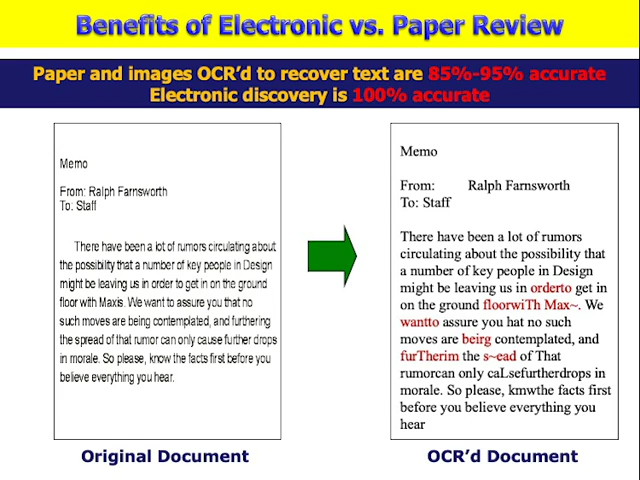 Benefits of Electronic vs. Paper Review
Paper and images OCR'd to recover text are 85%-95% accurate
Electronic discovery is 100% accurate
Memo
From: Ralph Farnsworth
To: Staff
There have been a lot of rumors circulating about
the possibility that a number of key people in Design
might be leaving us in order to get in on the ground
floor with Maxis. We want to assure you that no
such moves are being contemplated, and furthering
the spread of that rumor can only cause further drops
in morale. So please, know the facts first before you
believe everything you hear.
Original Document
Memo
From: Ralph Farnsworth
To: Staff
There have been a lot of rumors
circulating about the possibility that
a number of key people in Design
might be leaving us in orderto get in
on the ground floorwiTh Max~. We
wantto assure you hat no such
moves are being contemplated, and
furTherim the s~ead of That
rumorcan only caLsefurtherdrops in
morale. So please, kmwthe facts first
before you believe everything you
hear
OCR'd Document